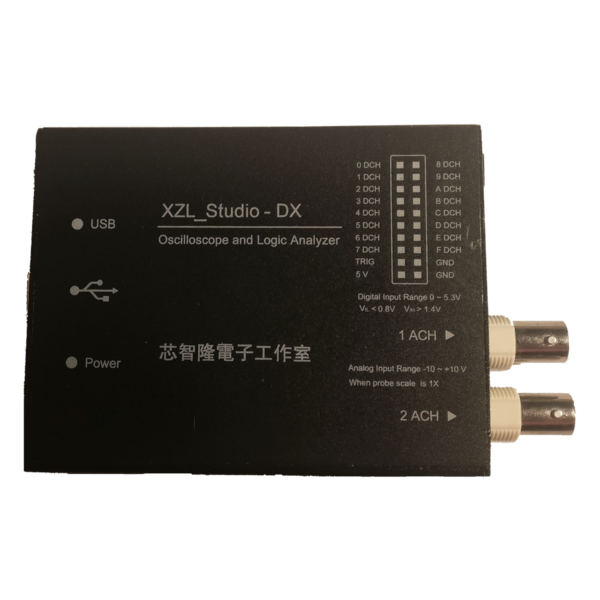 USB
Power
XZL_Studio - DX
Oscilloscope and Logic Analyzer
芯智隆電子工作室
0 DCH 8 DCH
1 DCH 9 DCH
2 DCH A DCH
3 DCH B DCH
4 DCH C DCH
5 DCH D DCH
6 DCH E DCH
7 DCH F DCH
TRIG GND
5 V GND
Digital Input Range 0 ~ 5.3V
VIL < 0.8V VIH > 1.4V
1 ACH ▶
Analog Input Range -10 ~ +10 V
When probe scale is 1X
2 ACH ▶